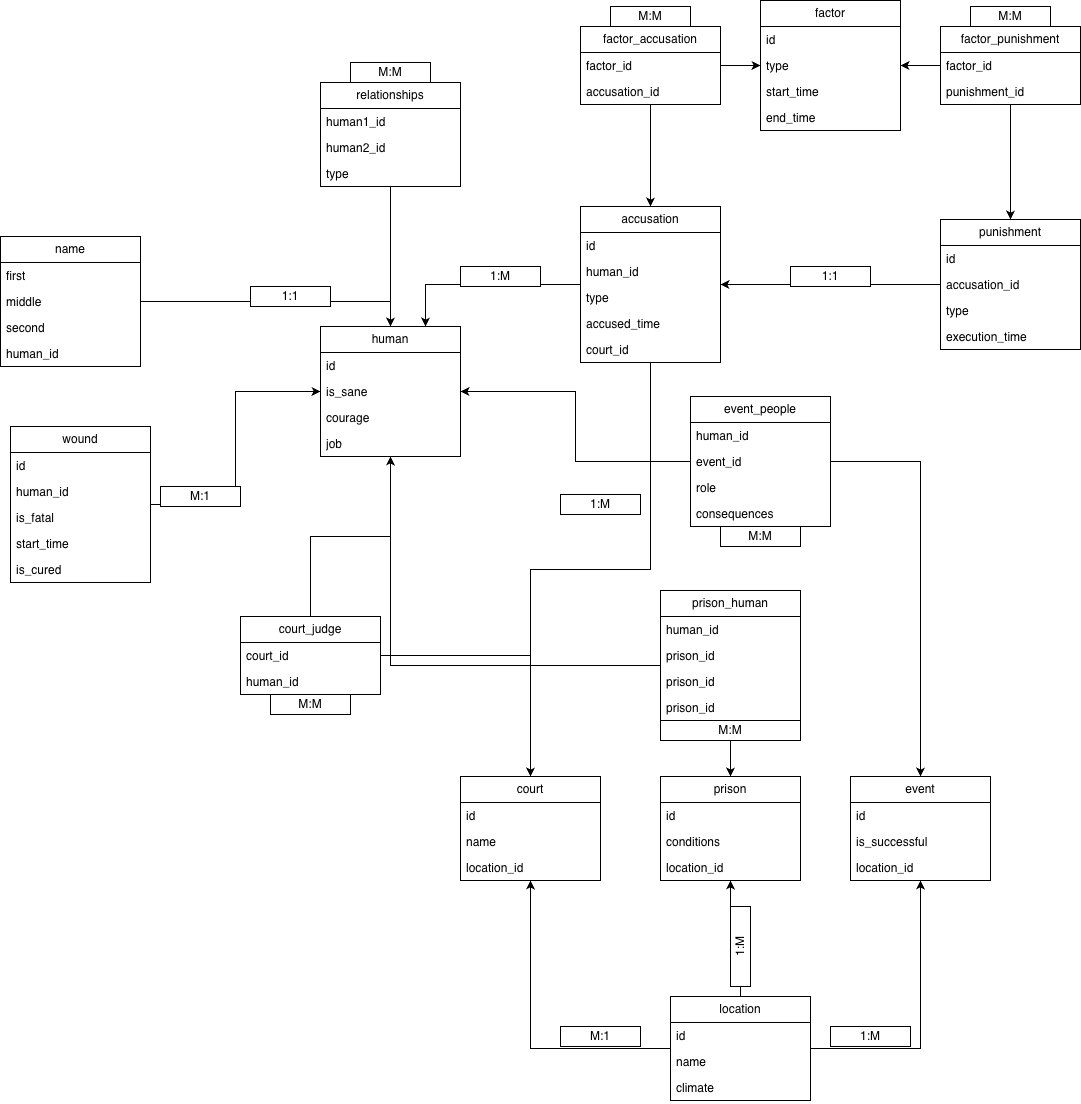 M:M
factor_accusation
factor_id
accusation_id
factor
id
type
start_time
end_time
M:M
factor_punishment
factor_id
punishment_id
M:M
relationships
human1_id
human2_id
type
name
first
middle
second
human_id
1:1
1:M
accusation
id
human_id
type
accused_time
court_id
1:1
punishment
id
accusation_id
type
execution_time
human
id
is_sane
courage
job
wound
id
human_id
is_fatal
start_time
is_cured
M:1
1:M
event_people
human_id
event_id
role
consequences
M:M
court_judge
court_id
human_id
M:M
prison_human
human_id
prison_id
prison_id
prison_id
M:M
court
id
name
location_id
prison
id
conditions
location_id
event
id
is_successful
location_id
1:M
M:1
location
id
name
climate
1:M